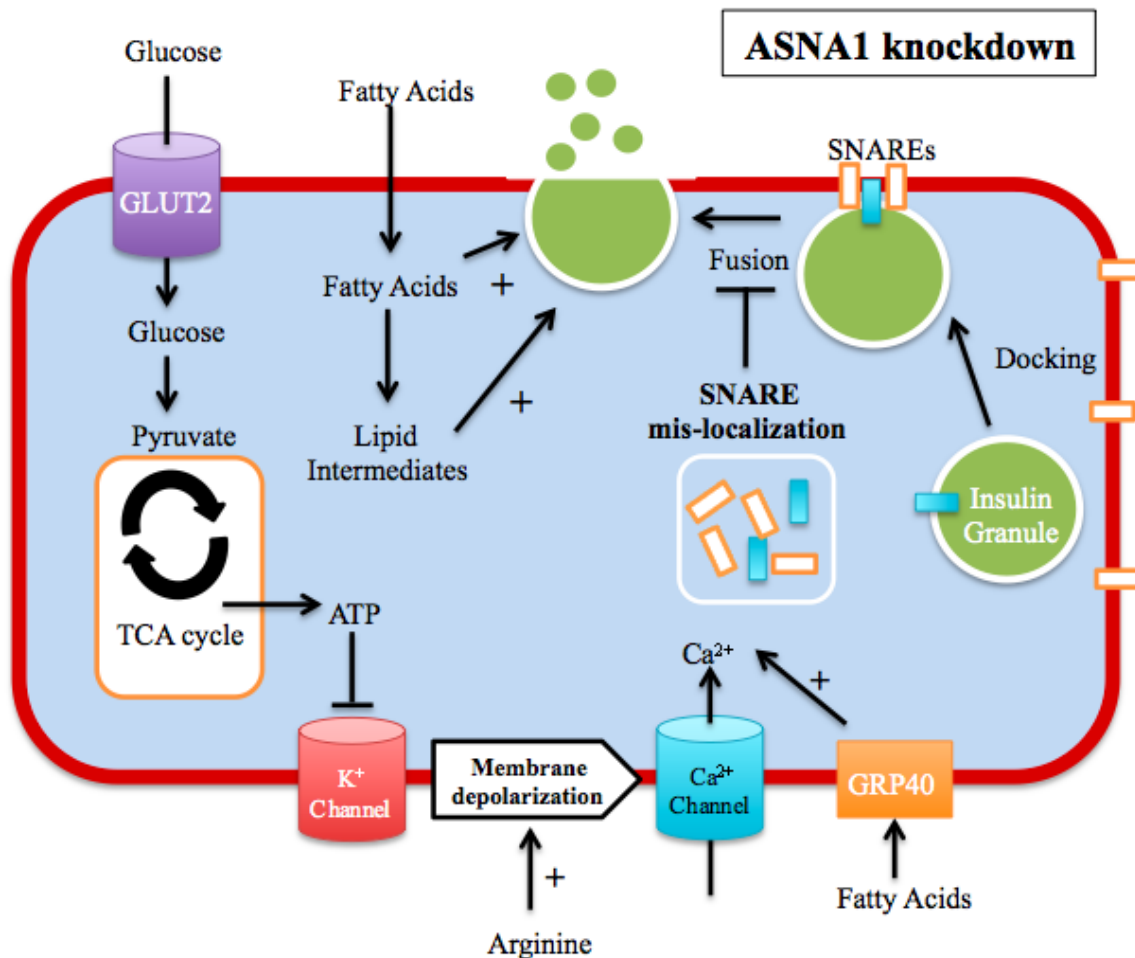 ASNA1 knockdown
Glucose
Fatty Acids
SNAREs
GLUT2
Fusion
Fatty Acids
+
Glucose
Docking
+
SNARE
mis-localization
Pyruvate
Lipid
Intermediates
Insulin
Granule
TCA cycle
ATP
Ca²⁺
+
K⁺
Channel
Membrane
depolarization
Ca²⁺
Channel
GRP40
+
Fatty Acids
Arginine